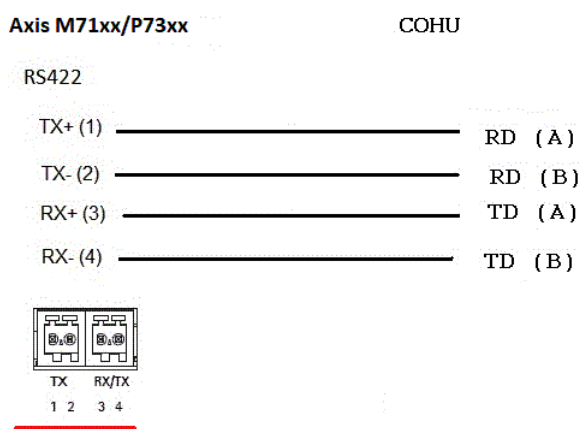 Axis M71xx/P73xx COHU
RS422
TX+ (1) RD (A)
TX- (2) RD (B)
RX+ (3) TD (A)
RX- (4) TD (B)
TX RX/TX
1 2 3 4